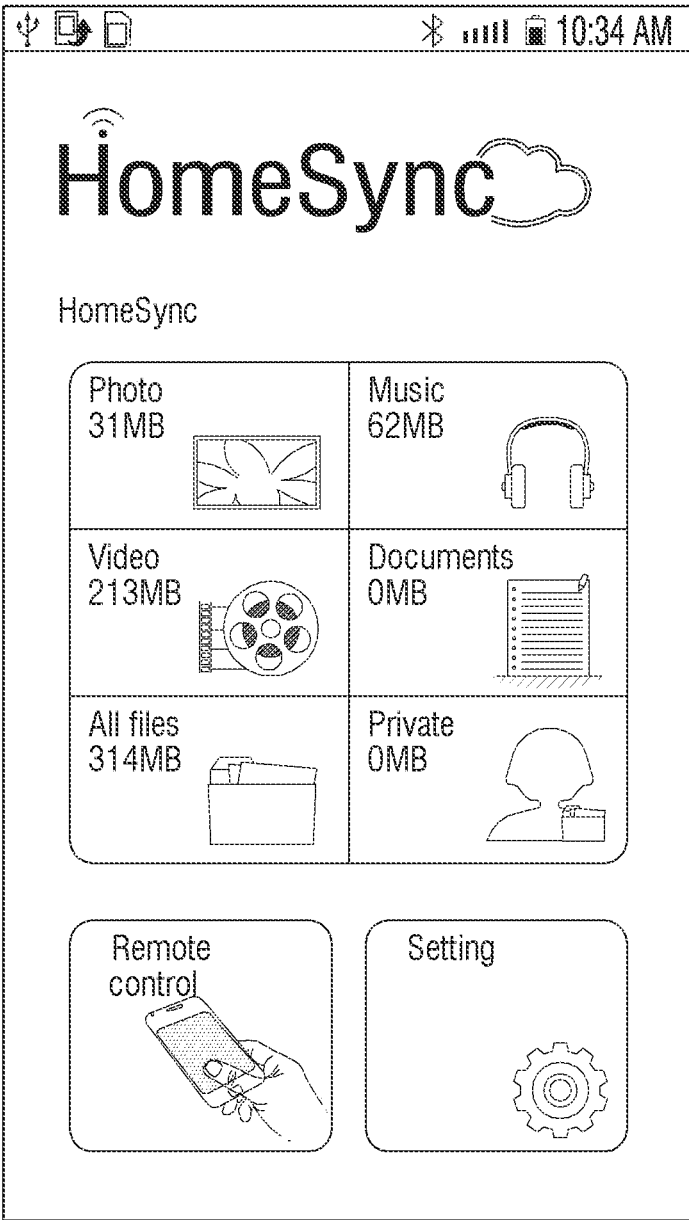 10:34 AM
HomeSync
HomeSync
Photo
31MB
Music
62MB
Video
213MB
Documents
0MB
All files
314MB
Private
0MB
Remote
control
Setting